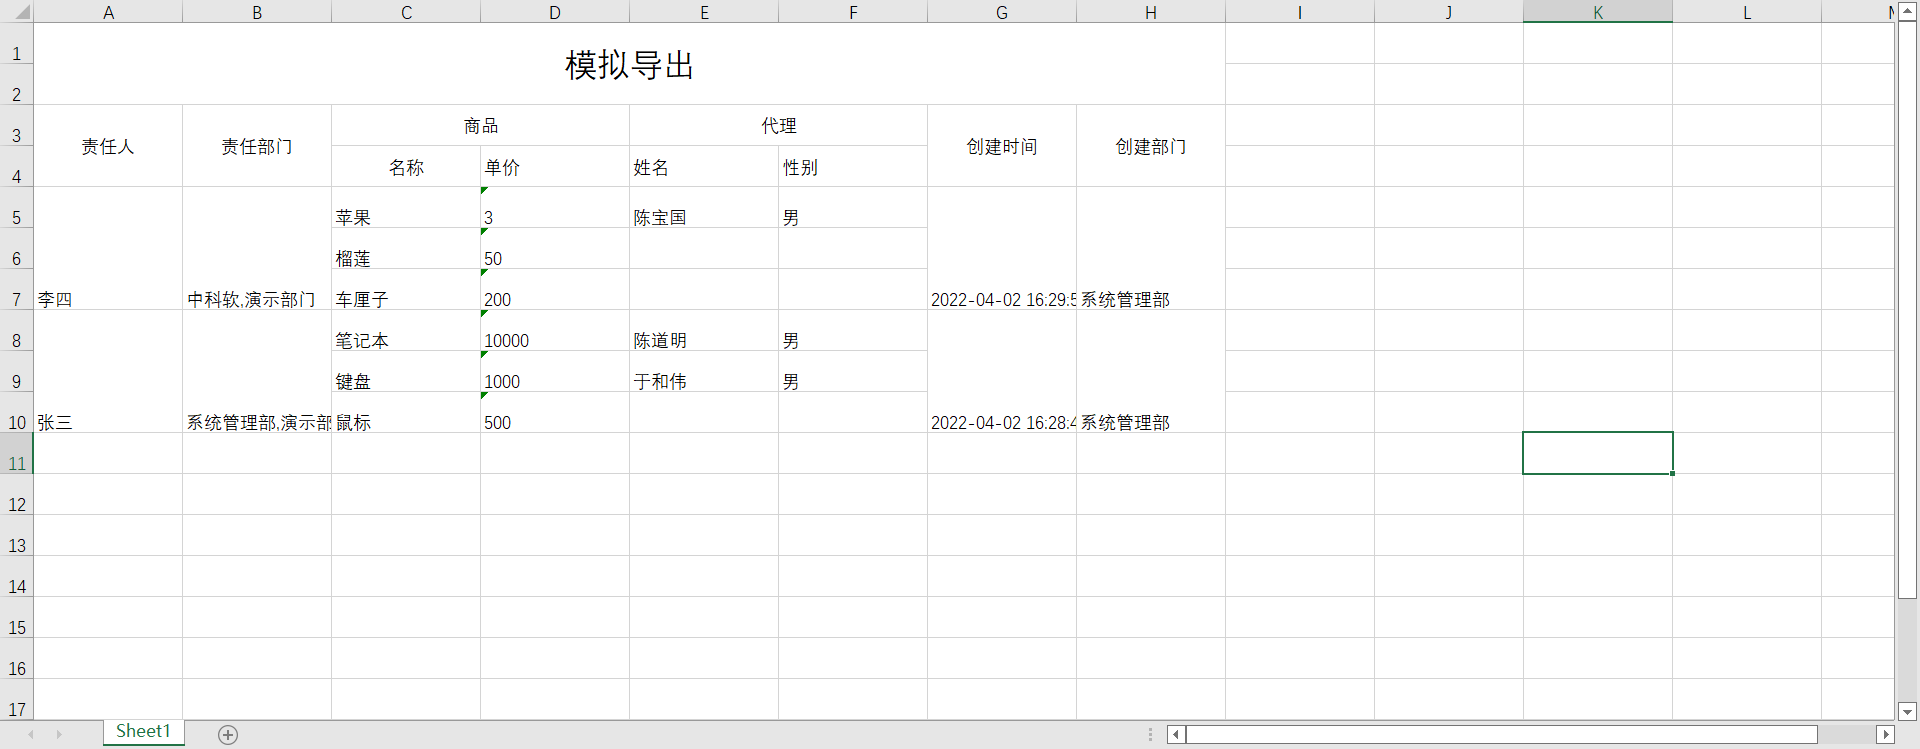 A B C D E F G H I J K L
1 模拟导出
2
3 责任人 责任部门 商品 代理 创建时间 创建部门
4 名称 单价 姓名 性别
5 苹果 3 陈宝国 男
6 榴莲 50
7 李四 中科软,演示部门 车厘子 200 2022-04-02 16:29:5 系统管理部
8 笔记本 10000 陈道明 男
9 键盘 1000 于和伟 男
10 张三 系统管理部,演示部 鼠标 500 2022-04-02 16:28:4 系统管理部
11
12
13
14
15
16
17
Sheet1